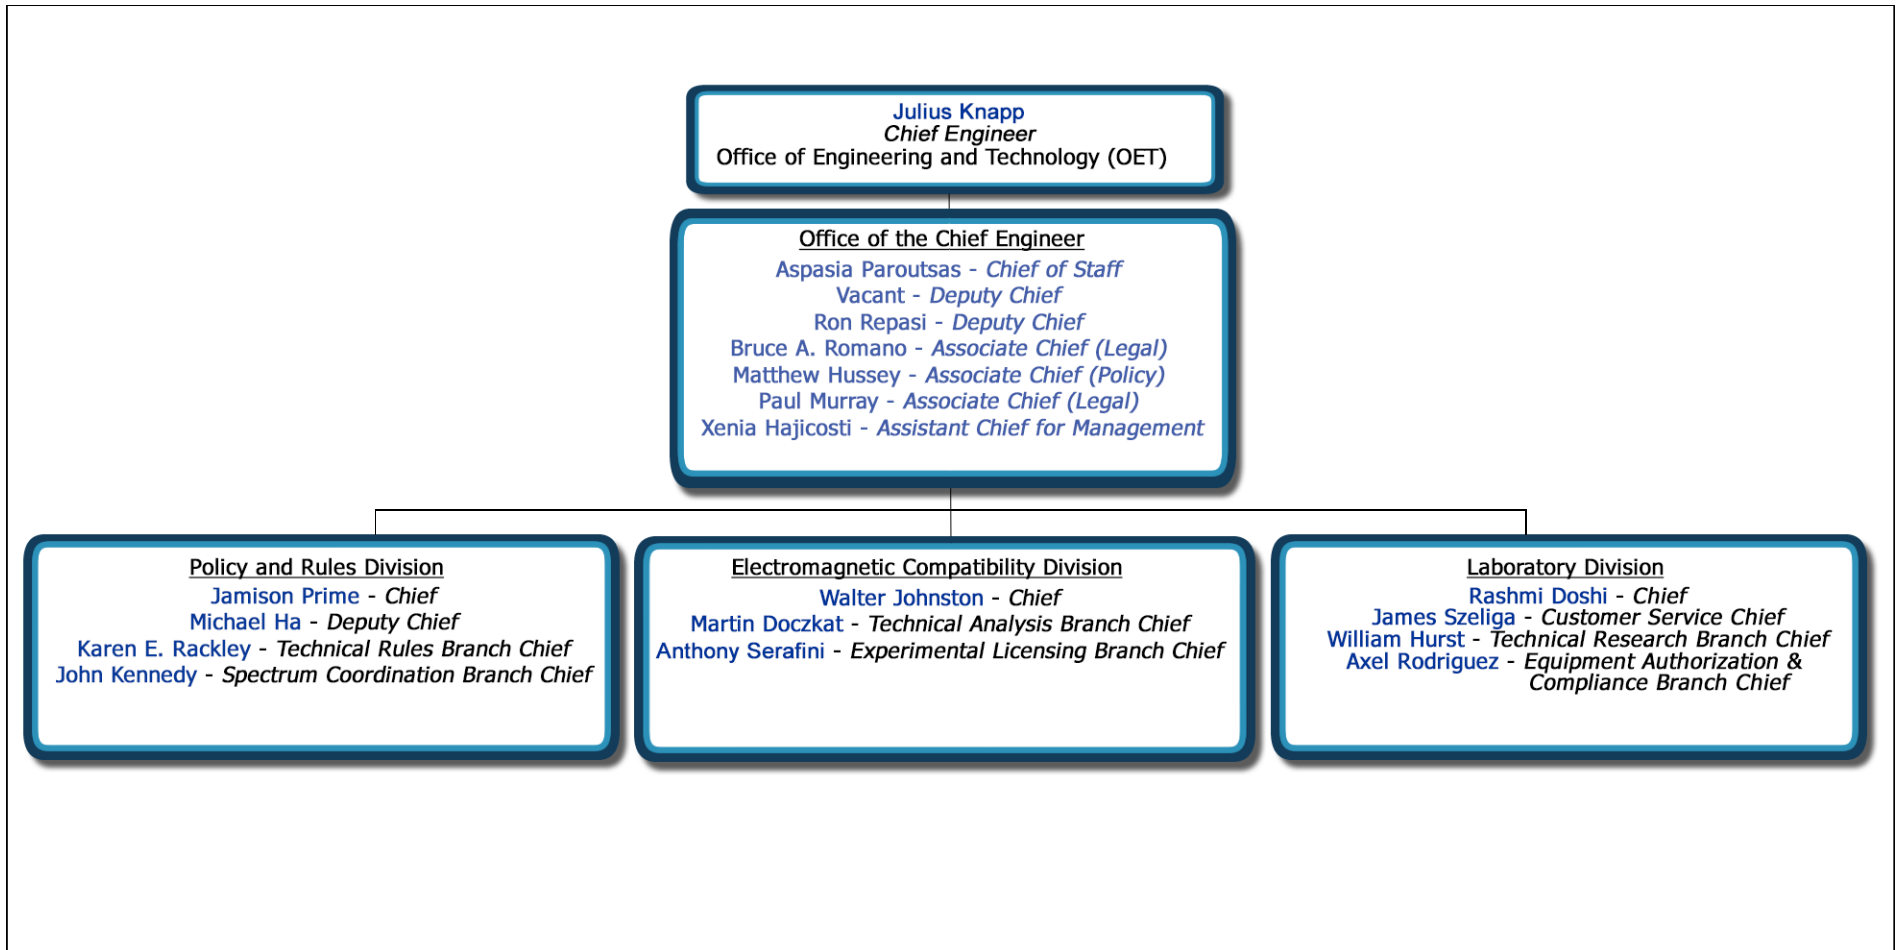 Julius Knapp
Chief Engineer
Office of Engineering and Technology (OET)
Office of the Chief Engineer
Aspasia Paroutsas - Chief of Staff
Vacant - Deputy Chief
Ron Repasi - Deputy Chief
Bruce A. Romano - Associate Chief (Legal)
Matthew Hussey - Associate Chief (Policy)
Paul Murray - Associate Chief (Legal)
Xenia Hajicosti - Assistant Chief for Management
Policy and Rules Division
Jamison Prime - Chief
Michael Ha - Deputy Chief
Karen E. Rackley - Technical Rules Branch Chief
John Kennedy - Spectrum Coordination Branch Chief
Electromagnetic Compatibility Division
Walter Johnston - Chief
Martin Doczkat - Technical Analysis Branch Chief
Anthony Serafini - Experimental Licensing Branch Chief
Laboratory Division
Rashmi Doshi - Chief
James Szeliga - Customer Service Chief
William Hurst - Technical Research Branch Chief
Axel Rodriguez - Equipment Authorization &
Compliance Branch Chief